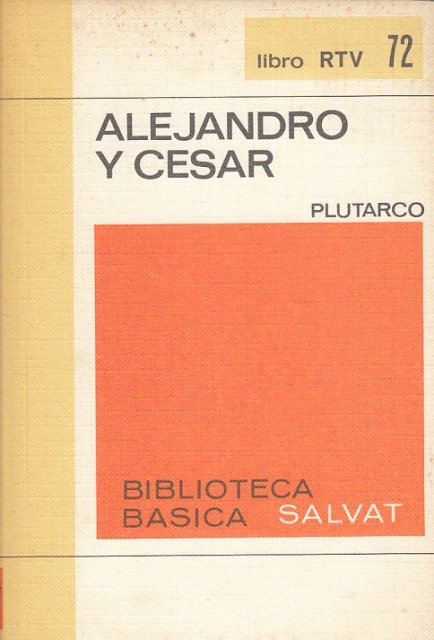 libro RTV 72
ALEJANDRO
Y CESAR
PLUTARCO
BIBLIOTECA
BASICA SALVAT